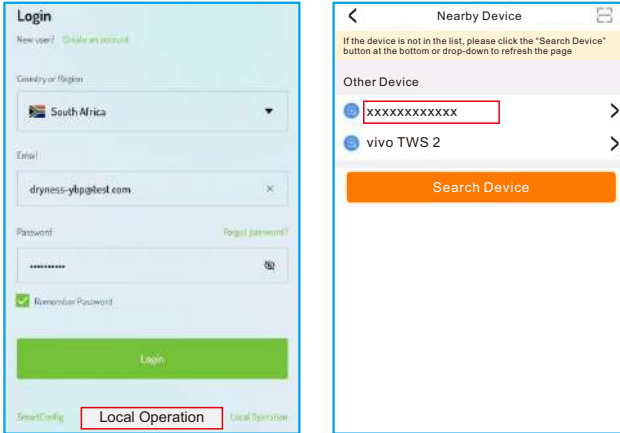 Login
New user? Create an account
Country or Region
South Africa
Email
dryness-ybp@test.com
Password
Forgot password?
••••••••••
Remember Password
Login
SmartConfig
Local Operation
Local Operation
Nearby Device
If the device is not in the list, please click the "Search Device"
button at the bottom or drop-down to refresh the page
Other Device
xxxxxxxxxxxx
vivo TWS 2
Search Device